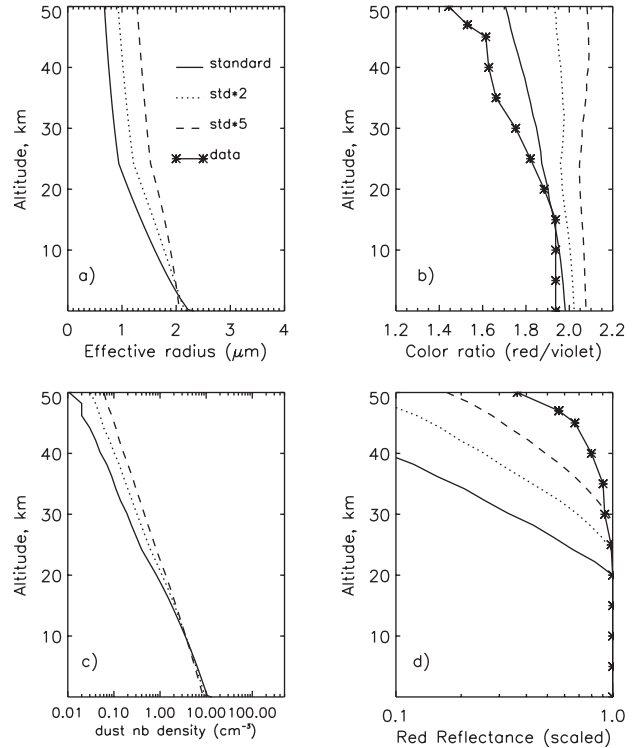 50
40
30
20
10
Altitude, km
standard
std*2
std*5
data
a)
0 1 2 3 4
Effective radius (μm)
50
40
30
20
10
Altitude, km
b)
1.2 1.4 1.6 1.8 2.0 2.2
Color ratio (red/violet)
50
40
30
20
10
Altitude, km
c)
0.01 0.10 1.00 10.00 100.00
dust nb density (cm⁻³)
50
40
30
20
10
Altitude, km
d)
0.1 1.0
Red Reflectance (scaled)